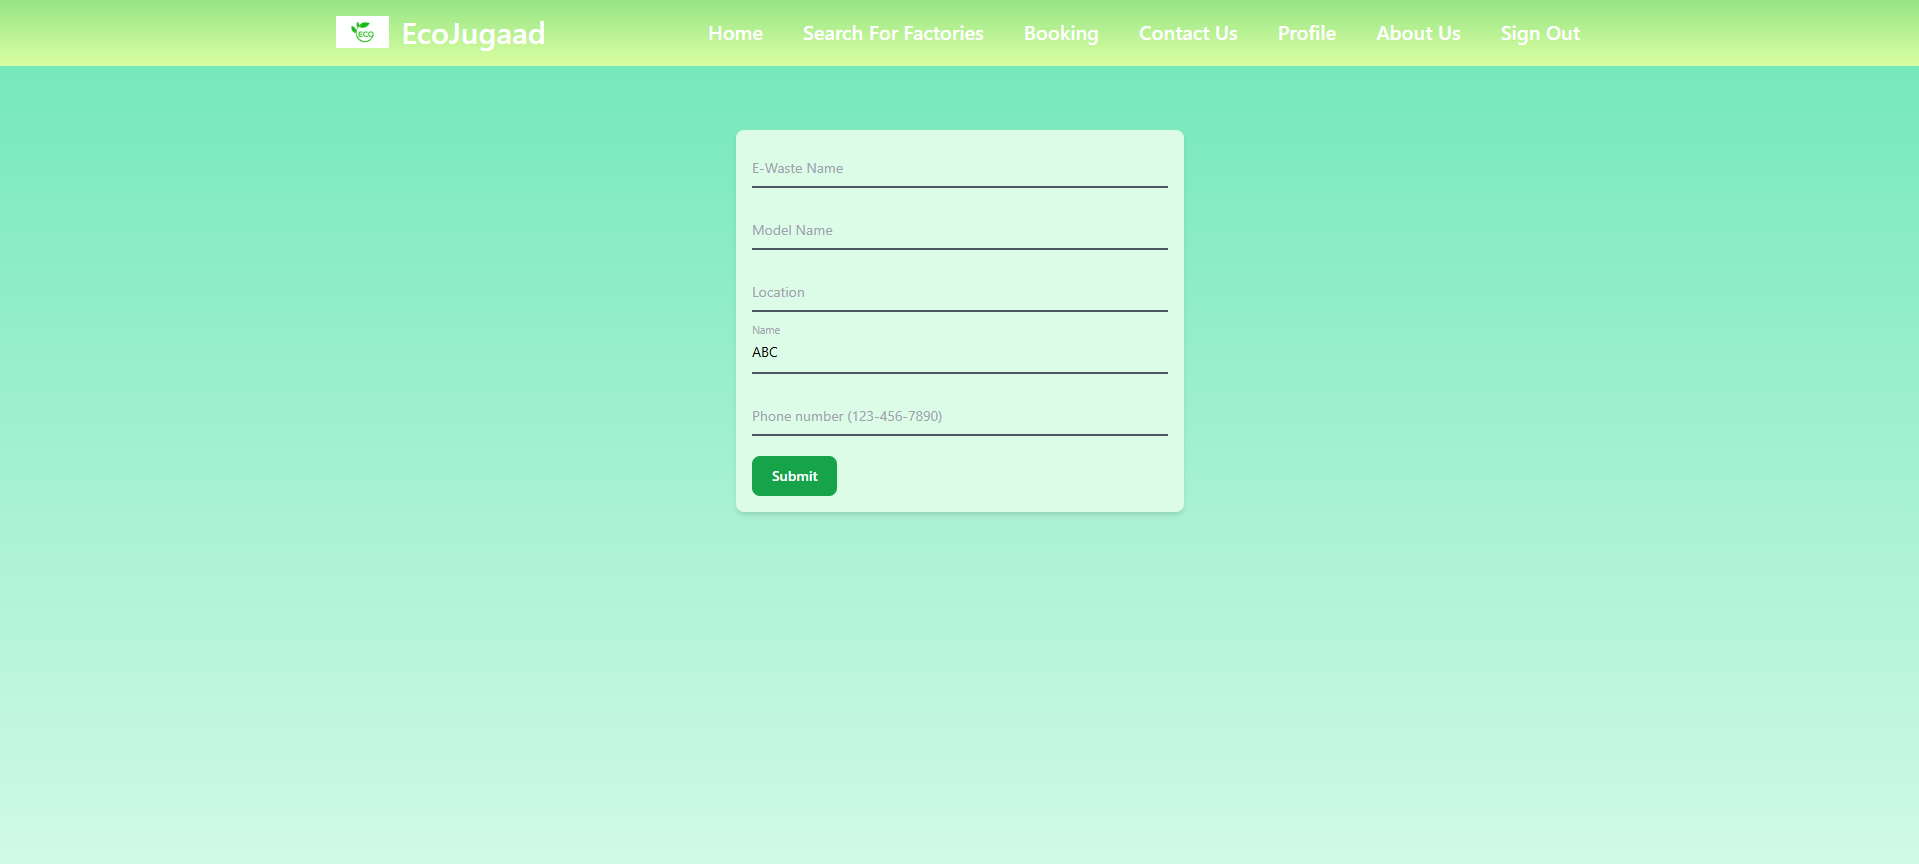 ECO
EcoJugaad
Home Search For Factories Booking Contact Us Profile About Us Sign Out
E-Waste Name
Model Name
Location
Name
ABC
Phone number (123-456-7890)
Submit